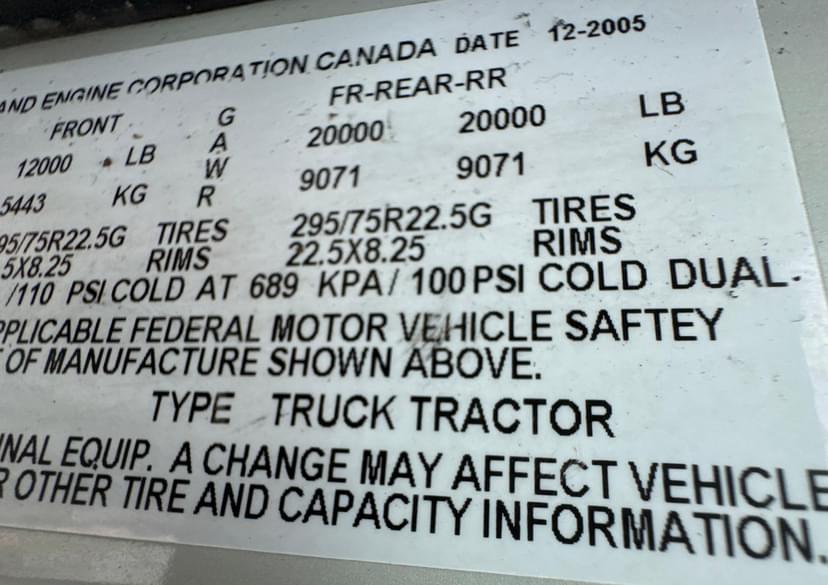 AND ENGINE CORPORATION CANADA DATE 12-2005
FRONT G FR-REAR-RR
12000 LB A 20000 20000 LB
5443 KG W 9071 9071 KG
R
95/75R22.5G TIRES 295/75R22.5G TIRES
5X8.25 RIMS 22.5X8.25 RIMS
/110 PSI COLD AT 689 KPA/ 100 PSI COLD DUAL.
PPLICABLE FEDERAL MOTOR VEHICLE SAFTEY
OF MANUFACTURE SHOWN ABOVE.
TYPE TRUCK TRACTOR
INAL EQUIP. A CHANGE MAY AFFECT VEHICLE
R OTHER TIRE AND CAPACITY INFORMATION.